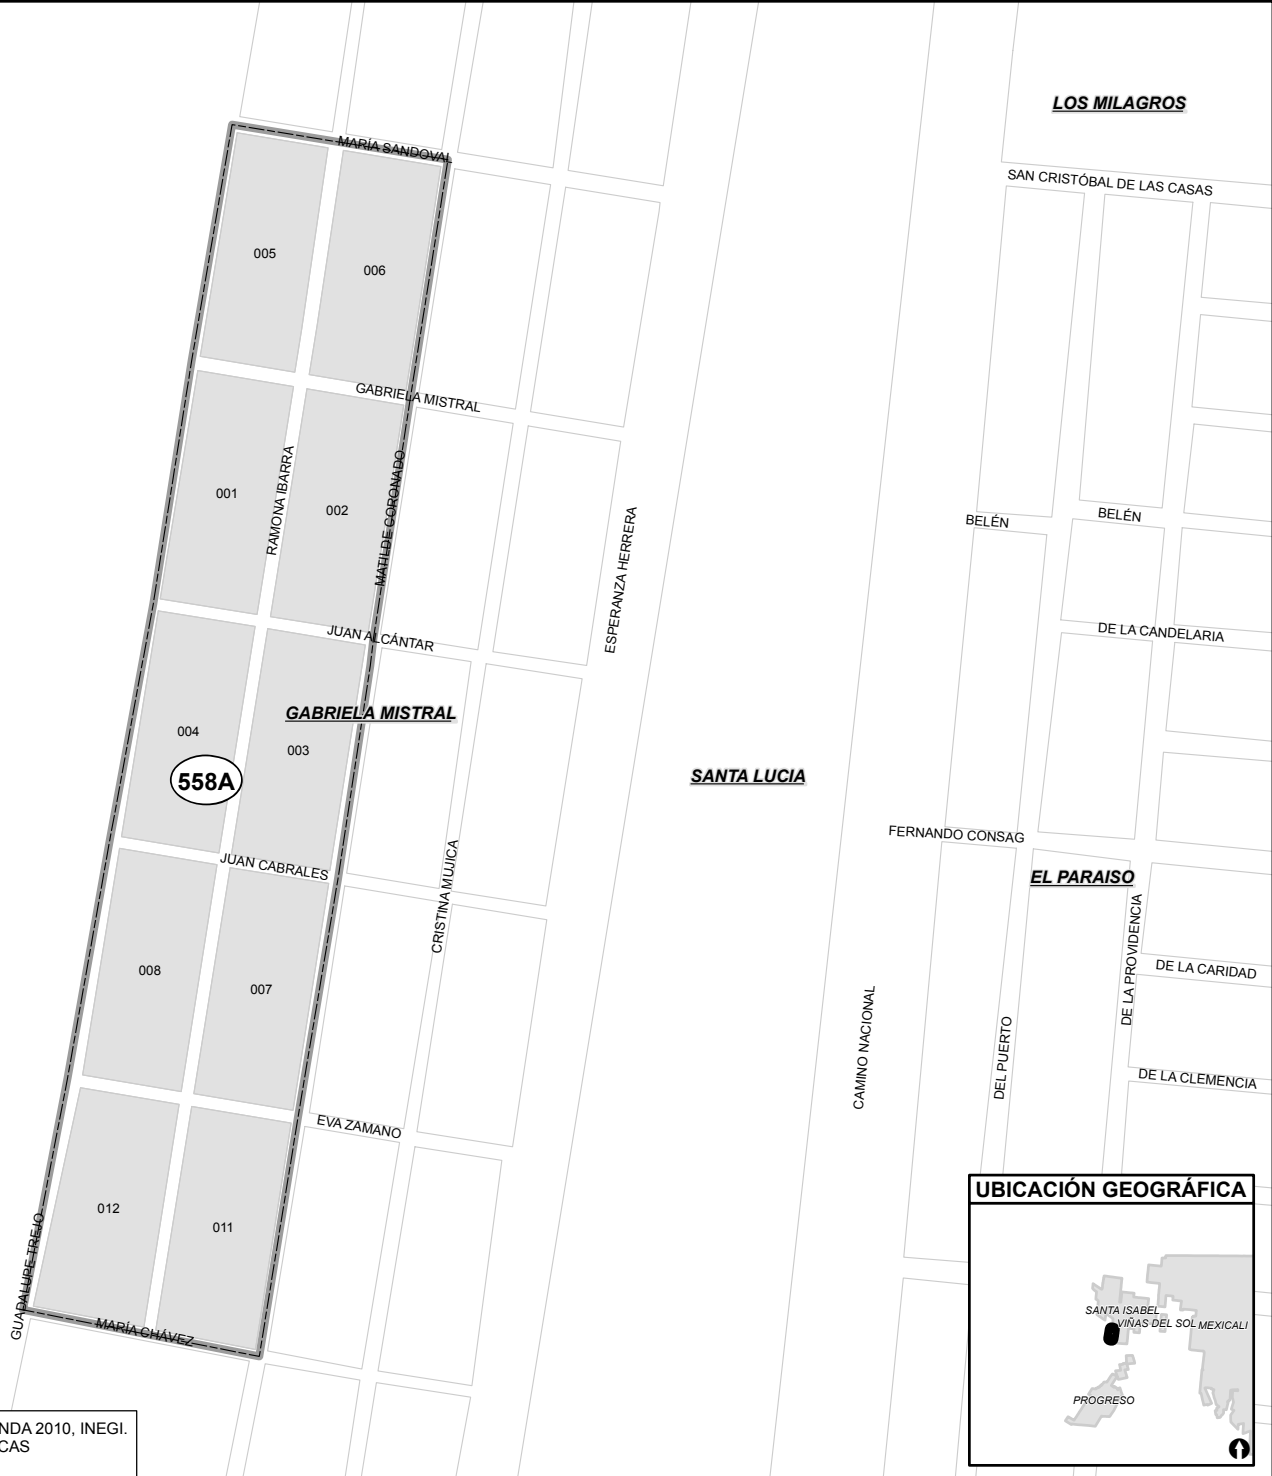 LOS MILAGROS
MARÍA SANDOVAL
SAN CRISTÓBAL DE LAS CASAS
005
006
GABRIELA MISTRAL
RAMONA IBARRA
MATILDE CORONADO
001
002
ESPERANZA HERRERA
BELÉN
BELÉN
JUAN ALCÁNTAR
DE LA CANDELARIA
GABRIELA MISTRAL
004
003
558A
SANTA LUCIA
FERNANDO CONSAG
JUAN CABRALES
CRISTINA MUJICA
EL PARAISO
DE LA PROVIDENCIA
008
007
DE LA CARIDAD
CAMINO NACIONAL
DEL PUERTO
DE LA CLEMENCIA
EVA ZAMANO
012
011
GUADALUPE TREJO
MARÍA CHÁVEZ
UBICACIÓN GEOGRÁFICA
SANTA ISABEL
VIÑAS DEL SOL
MEXICALI
PROGRESO
NDA 2010, INEGI.
CAS